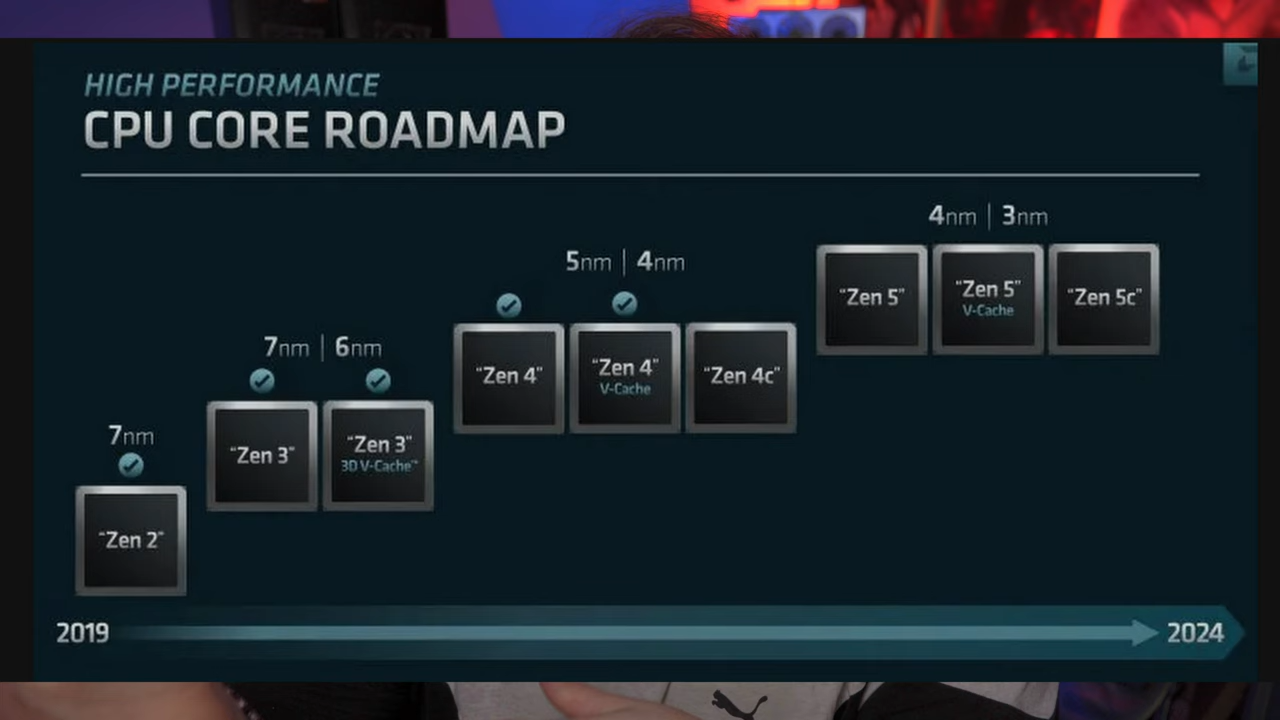 HIGH PERFORMANCE
CPU CORE ROADMAP
4nm | 3nm
"Zen 5"
"Zen 5"
V-Cache
"Zen 5c"
5nm | 4nm
"Zen 4"
"Zen 4"
V-Cache
"Zen 4c"
7nm | 6nm
"Zen 3"
"Zen 3"
3D V-Cache™
7nm
"Zen 2"
2019
2024